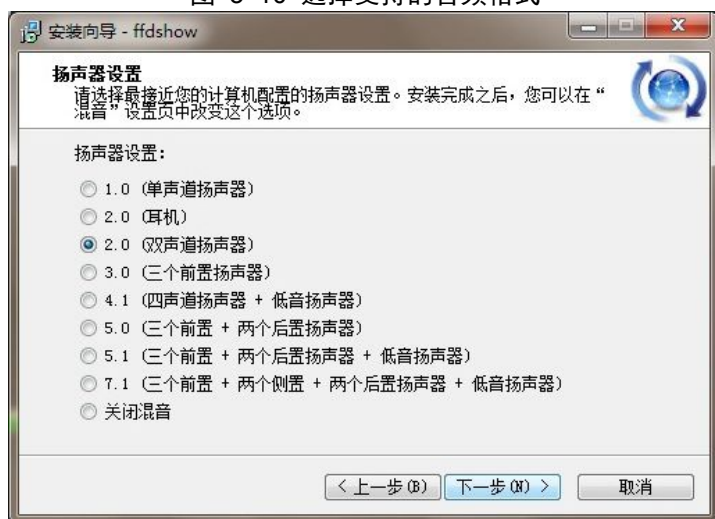 安装向导 - ffdshow
扬声器设置
请选择最接近您的计算机配置的扬声器设置。安装完成之后，您可以在“
混音”设置页中改变这个选项。
扬声器设置：
1.0 (单声道扬声器)
2.0 (耳机)
2.0 (双声道扬声器)
3.0 (三个前置扬声器)
4.1 (四声道扬声器 + 低音扬声器)
5.0 (三个前置 + 两个后置扬声器)
5.1 (三个前置 + 两个后置扬声器 + 低音扬声器)
7.1 (三个前置 + 两个侧置 + 两个后置扬声器 + 低音扬声器)
关闭混音
< 上一步(B) 下一步(N) > 取消